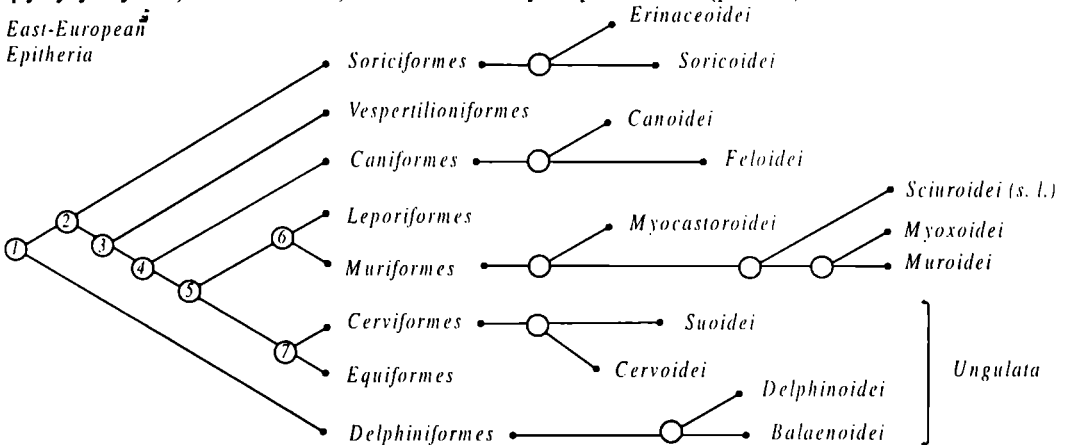 East-European
Epitheria
Erinaceoidei
Soriciformes
Soricoidei
Vespertilioniformes
Canoidei
Caniformes
Feloidei
Sciuroidei (s. l.)
Leporiformes
Myocastoroidei
Myoxoidei
Muriformes
Muroidei
Cerviformes
Suoidei
Ungulata
Equiformes
Cervoidei
Delphinoidei
Delphiniformes
Balaenoidei
1
2
3
4
5
6
7